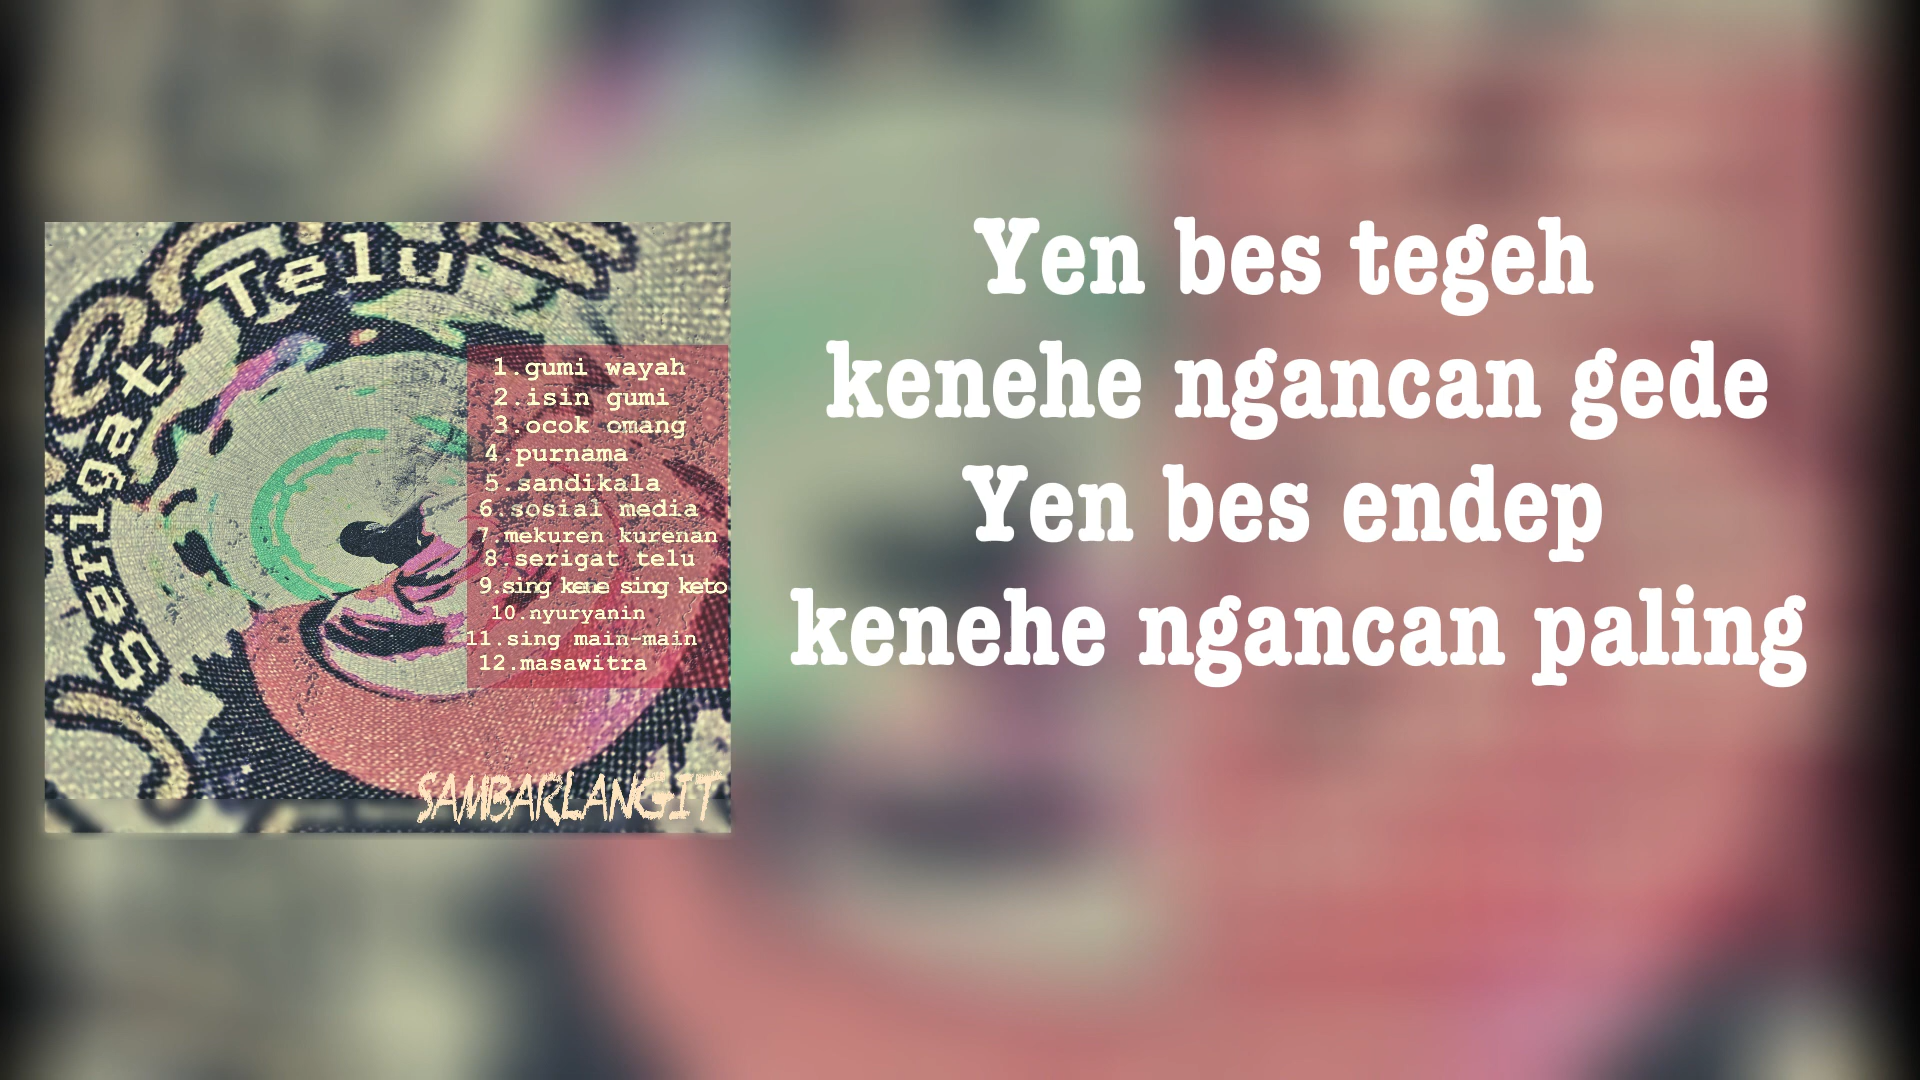 Serigat Telu
1.gumi wayah
2.isin gumi
3.ocok omang
4.purnama
5.sandikala
6.sosial media
7.mekuren kurenan
8.serigat telu
9.sing kene sing keto
10.nyuryanin
11.sing main-main
12.masawitra
SAMBARLANGIT
Yen bes tegeh
kenehe ngancan gede
Yen bes endep
kenehe ngancan paling